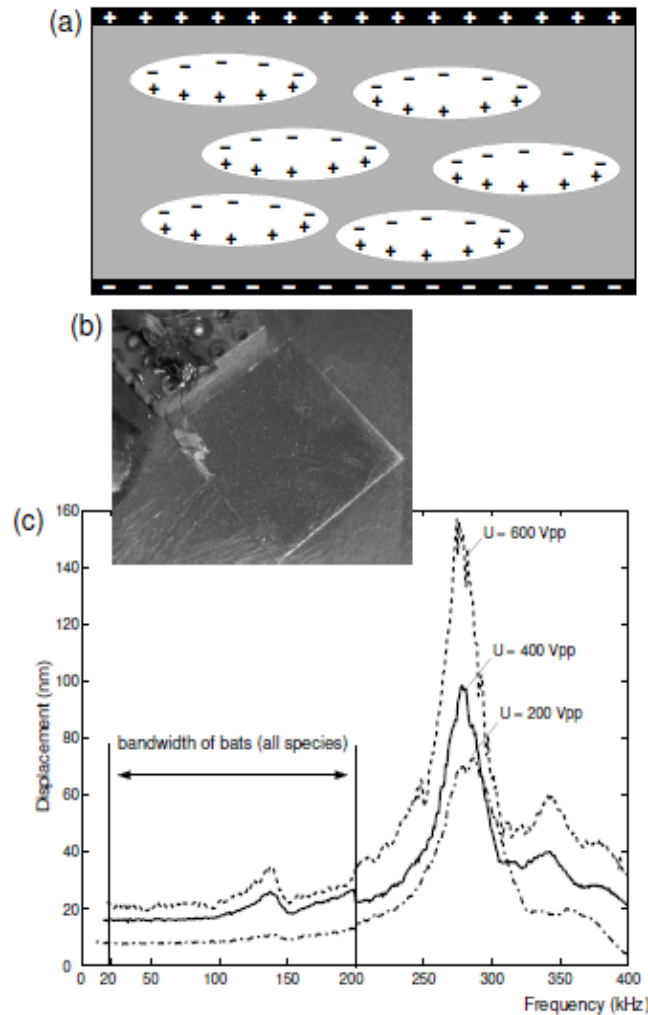 (a)
+ + + + + + + + + + + + + +
− − − − −
+ + + + +
− − − − −
+ + + + +
− − − − −
+ + + + +
− − − − −
+ + + + +
− − − − −
+ + + + +
− − − − −
+ + + + +
− − − − − − − − − − − − − −
(b)
(c)
160
140
120
100
80
60
40
20
0
Displacement (nm)
U = 600 Vpp
U = 400 Vpp
U = 200 Vpp
bandwidth of bats (all species)
0 20 50 100 150 200 250 300 350 400
Frequency (kHz)